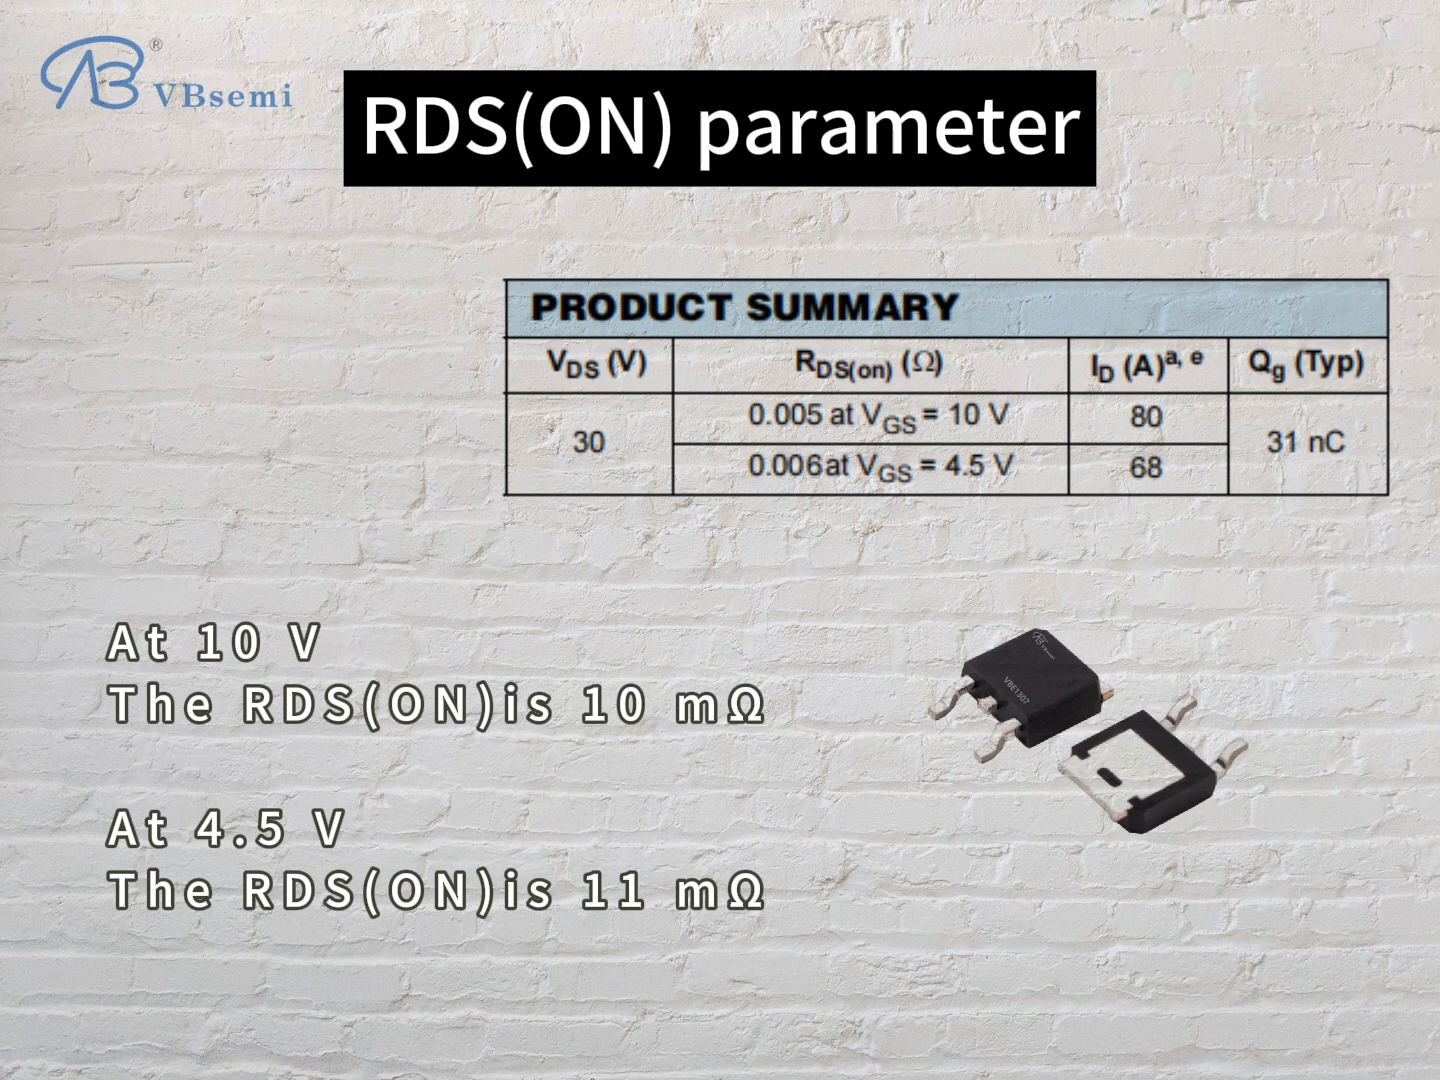 VBsemi ®
RDS(ON) parameter
PRODUCT SUMMARY
VDS (V) RDS(on) (Ω) ID (A)a, e Qg (Typ)
30 0.005 at VGS = 10 V 80 31 nC
0.006at VGS = 4.5 V 68
At 10 V
The RDS(ON)is 10 mΩ
VBsemi
VBE1307
At 4.5 V
The RDS(ON)is 11 mΩ